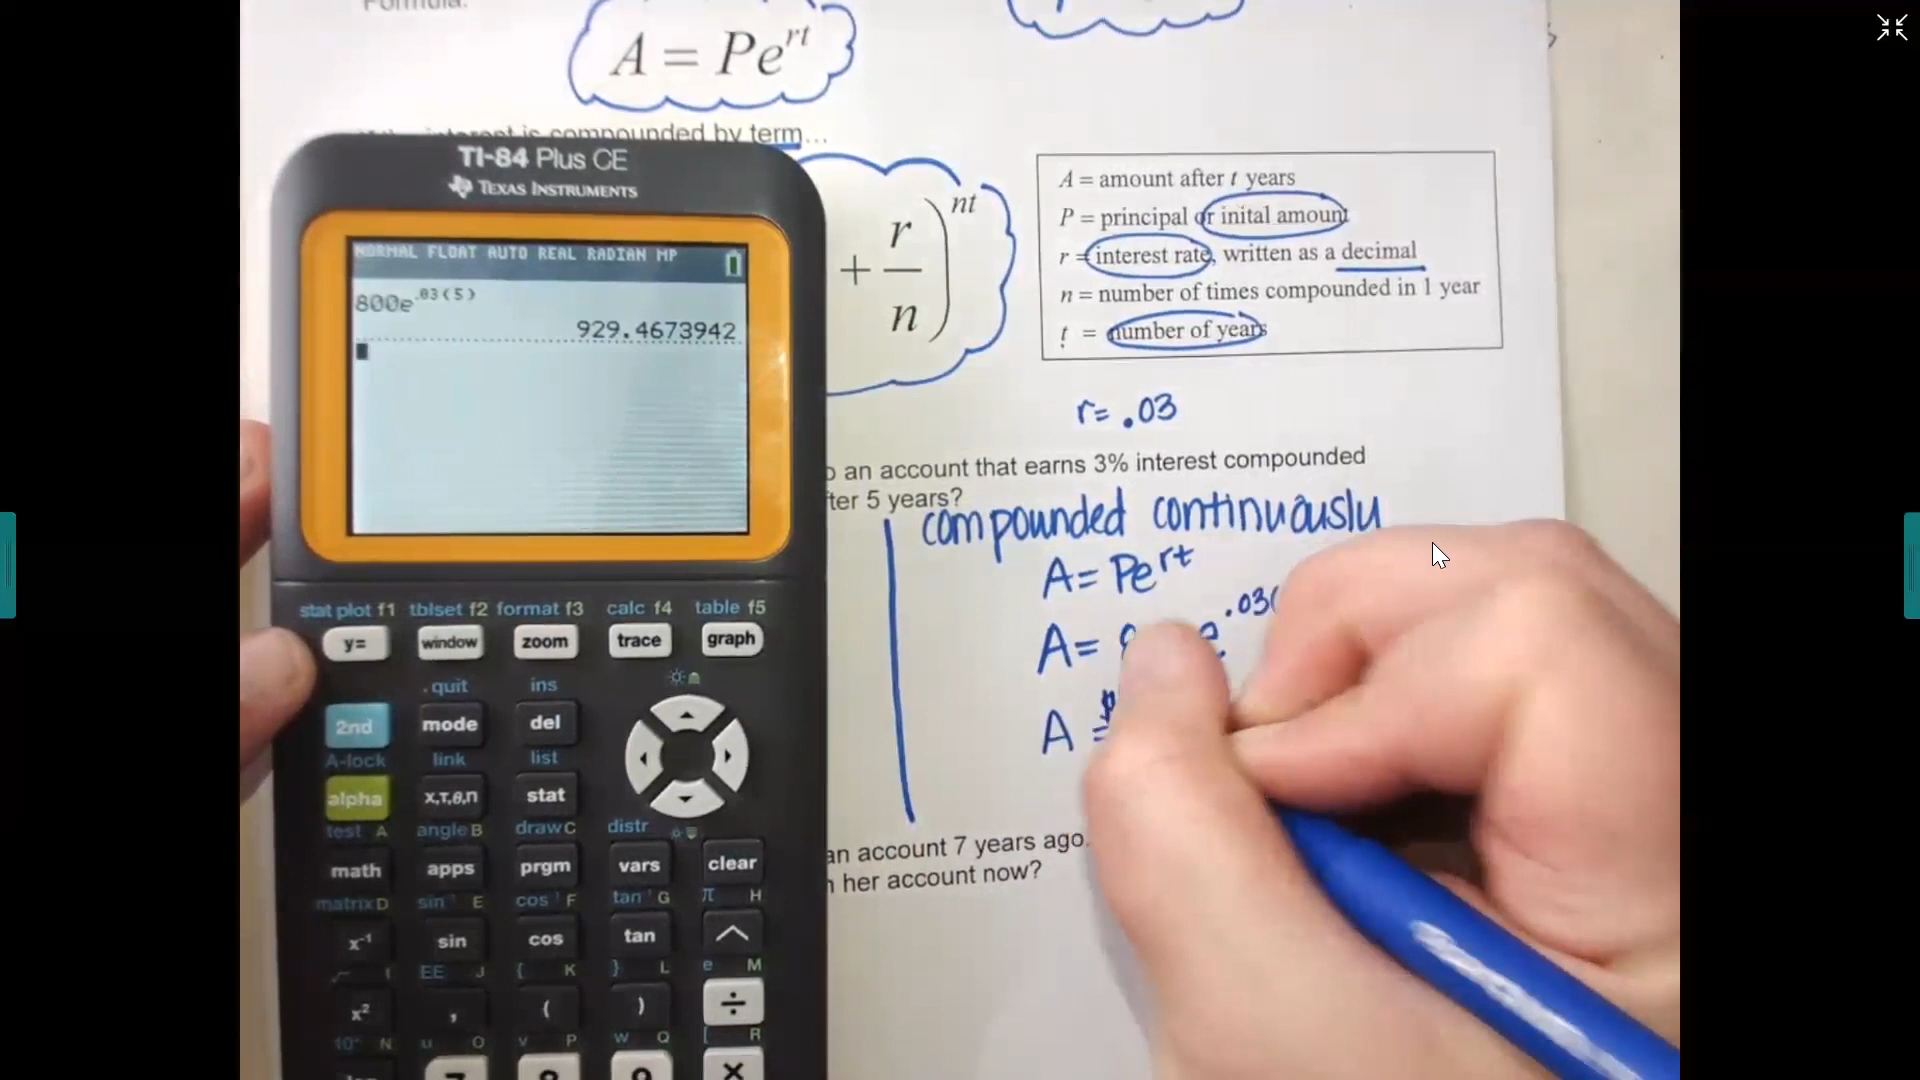 Formula:
A = Pe^rt
interest is compounded by term...
+ r/n ) nt
A = amount after t years
P = principal or inital amount
r = interest rate, written as a decimal
n = number of times compounded in 1 year
t = number of years
r= .03
an account that earns 3% interest compounded
ter 5 years?
compounded continuously
A= Pe^rt
A= e^.03(
A =
an account 7 years ago.
her account now?
TI-84 Plus CE
TEXAS INSTRUMENTS
NORMAL FLOAT AUTO REAL RADIAN MP
800e^.03(5)
929.4673942
stat plot f1 tblset f2 format f3 calc f4 table f5
y= window zoom trace graph
quit ins
2nd mode del
A-lock link list
alpha X,T,θ,n stat
test A angle B draw C distr
math apps prgm vars clear
matrix D sin⁻¹ E cos⁻¹ F tan⁻¹ G π H
x⁻¹ sin cos tan ^
√ I EE J { K } L e M
x² , ( ) ÷
10ˣ N u O v P w Q [ R
log 7 8 9 ×